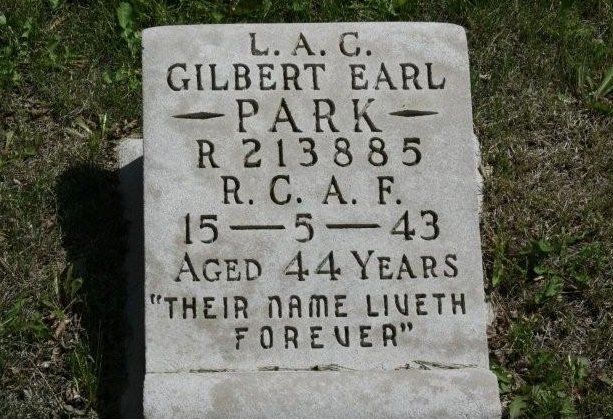 L. A. C.
GILBERT EARL
PARK
R 213885
R. C. A. F.
15 — 5 — 43
AGED 44 YEARS
"THEIR NAME LIVETH
FOREVER"